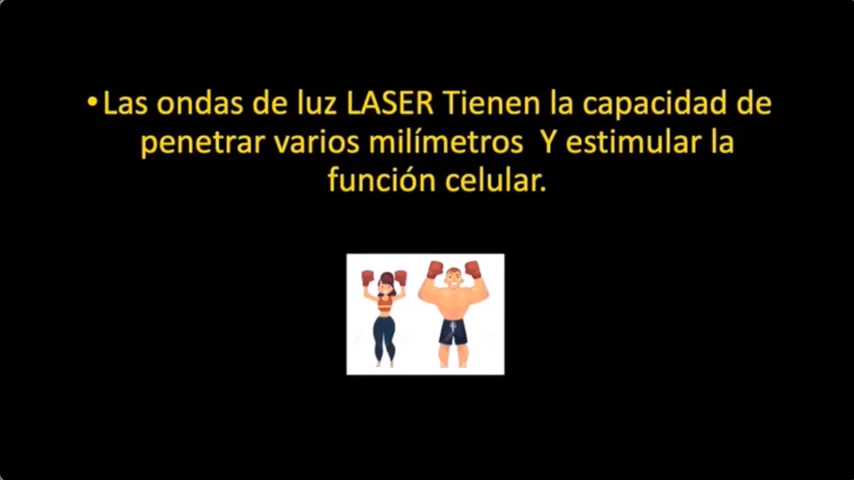 •Las ondas de luz LASER Tienen la capacidad de
penetrar varios milímetros Y estimular la
función celular.